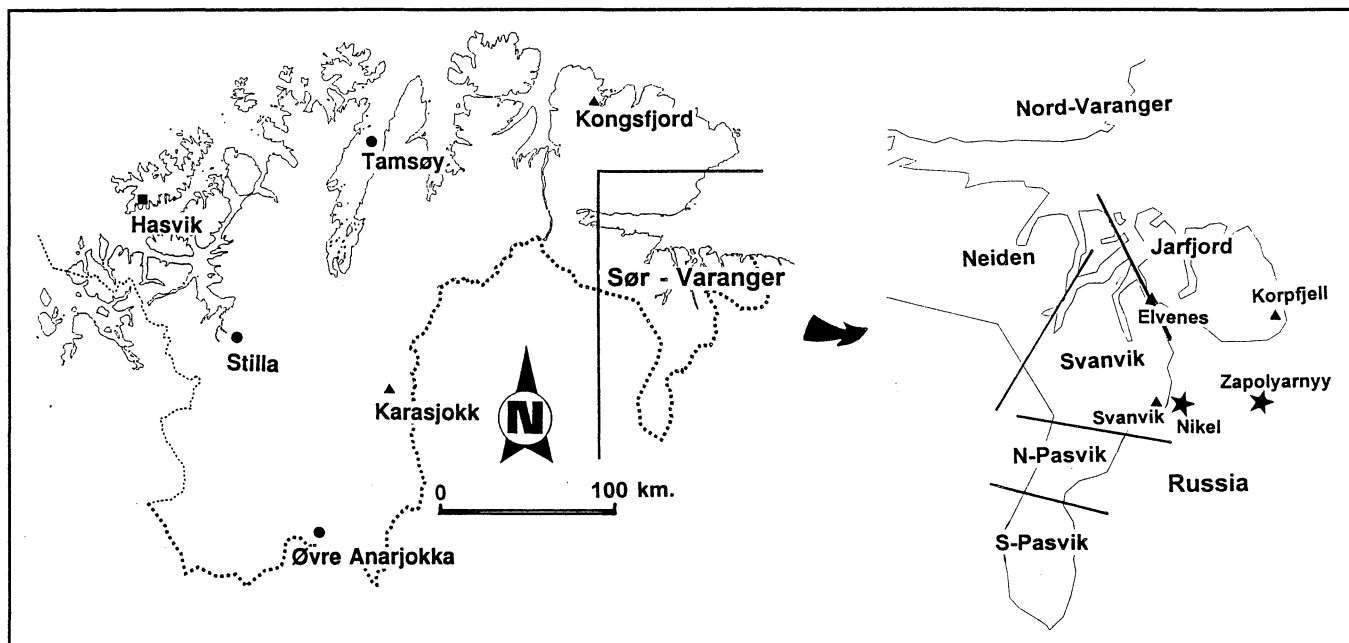 Kongsfjord
Tamsøy
Hasvik
Sør - Varanger
Stilla
Karasjokk
N
0
100 km.
Øvre Anarjokka
Nord-Varanger
Neiden
Jarfjord
Korpfjell
Elvenes
Svanvik
Zapolyarnyy
Svanvik
Nikel
N-Pasvik
Russia
S-Pasvik